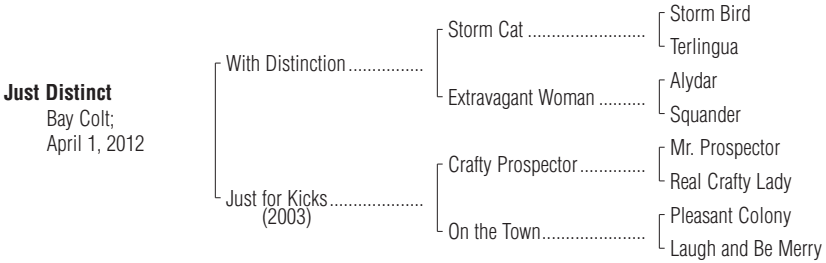 Just Distinct
Bay Colt;
April 1, 2012
With Distinction................
Just for Kicks...................
(2003)
Storm Cat ........................
Extravagant Woman ..........
Crafty Prospector..............
On the Town.....................
Storm Bird
Terlingua
Alydar
Squander
Mr. Prospector
Real Crafty Lady
Pleasant Colony
Laugh and Be Merry